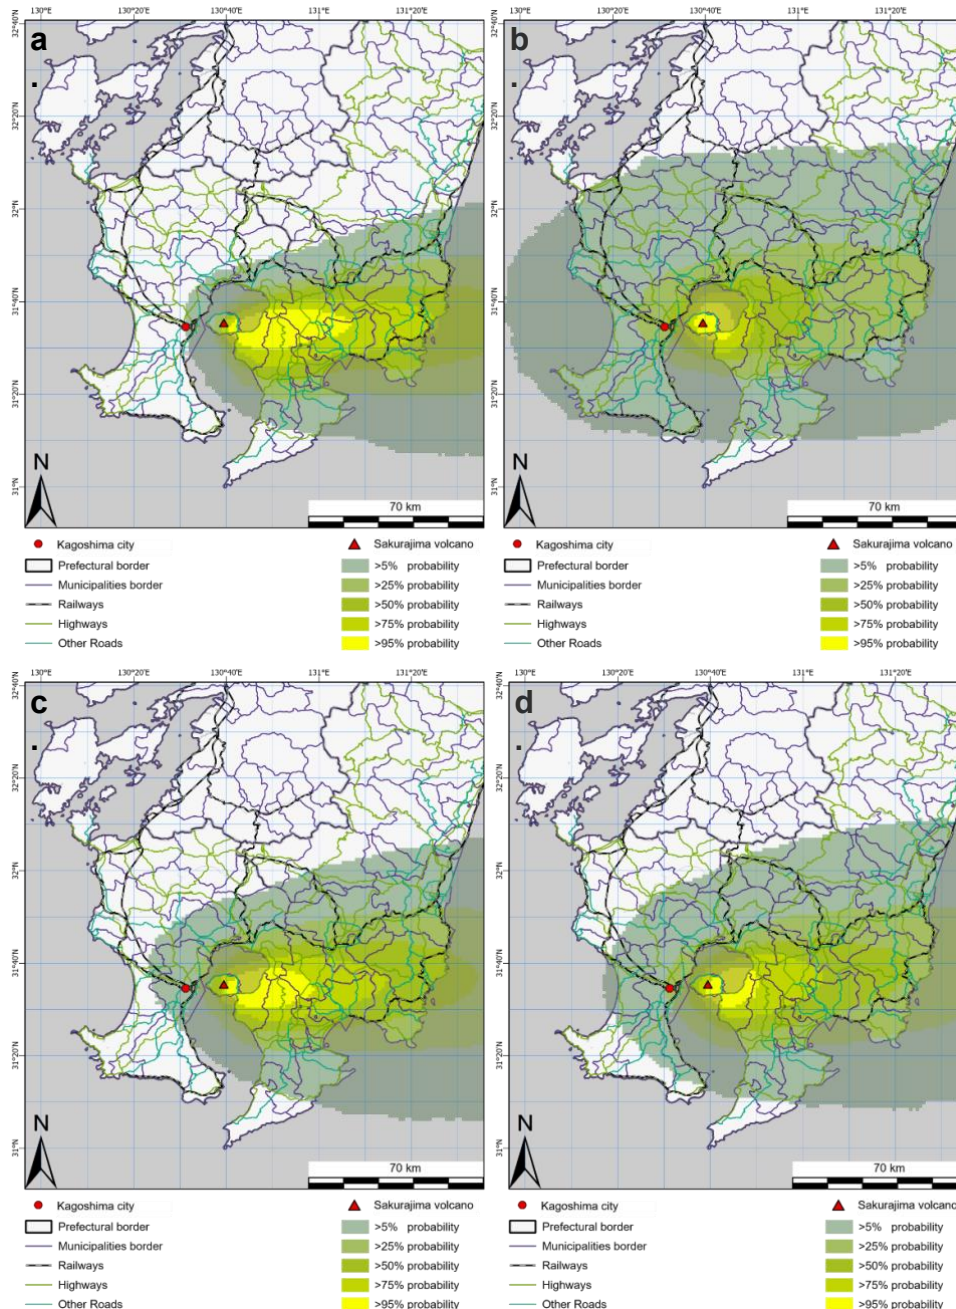 130°E 130°20'E 130°40'E 131°E 131°20'E
130°E 130°20'E 130°40'E 131°E 131°20'E
a
.
b
.
32°40'N
32°20'N
32°N
31°40'N
31°20'N
31°N
32°40'N
32°20'N
32°N
31°40'N
31°20'N
31°N
N
70 km
N
70 km
Kagoshima city
Sakurajima volcano
Prefectural border
>5% probability
Municipalities border
>25% probability
Railways
>50% probability
Highways
>75% probability
Other Roads
>95% probability
Kagoshima city
Sakurajima volcano
Prefectural border
>5% probability
Municipalities border
>25% probability
Railways
>50% probability
Highways
>75% probability
Other Roads
>95% probability
130°E 130°20'E 130°40'E 131°E 131°20'E
130°E 130°20'E 130°40'E 131°E 131°20'E
c
.
d
.
32°40'N
32°20'N
32°N
31°40'N
31°20'N
31°N
32°40'N
32°20'N
32°N
31°40'N
31°20'N
31°N
N
70 km
N
70 km
Kagoshima city
Sakurajima volcano
Prefectural border
>5% probability
Municipalities border
>25% probability
Railways
>50% probability
Highways
>75% probability
Other Roads
>95% probability
Kagoshima city
Sakurajima volcano
Prefectural border
>5% probability
Municipalities border
>25% probability
Railways
>50% probability
Highways
>75% probability
Other Roads
>95% probability